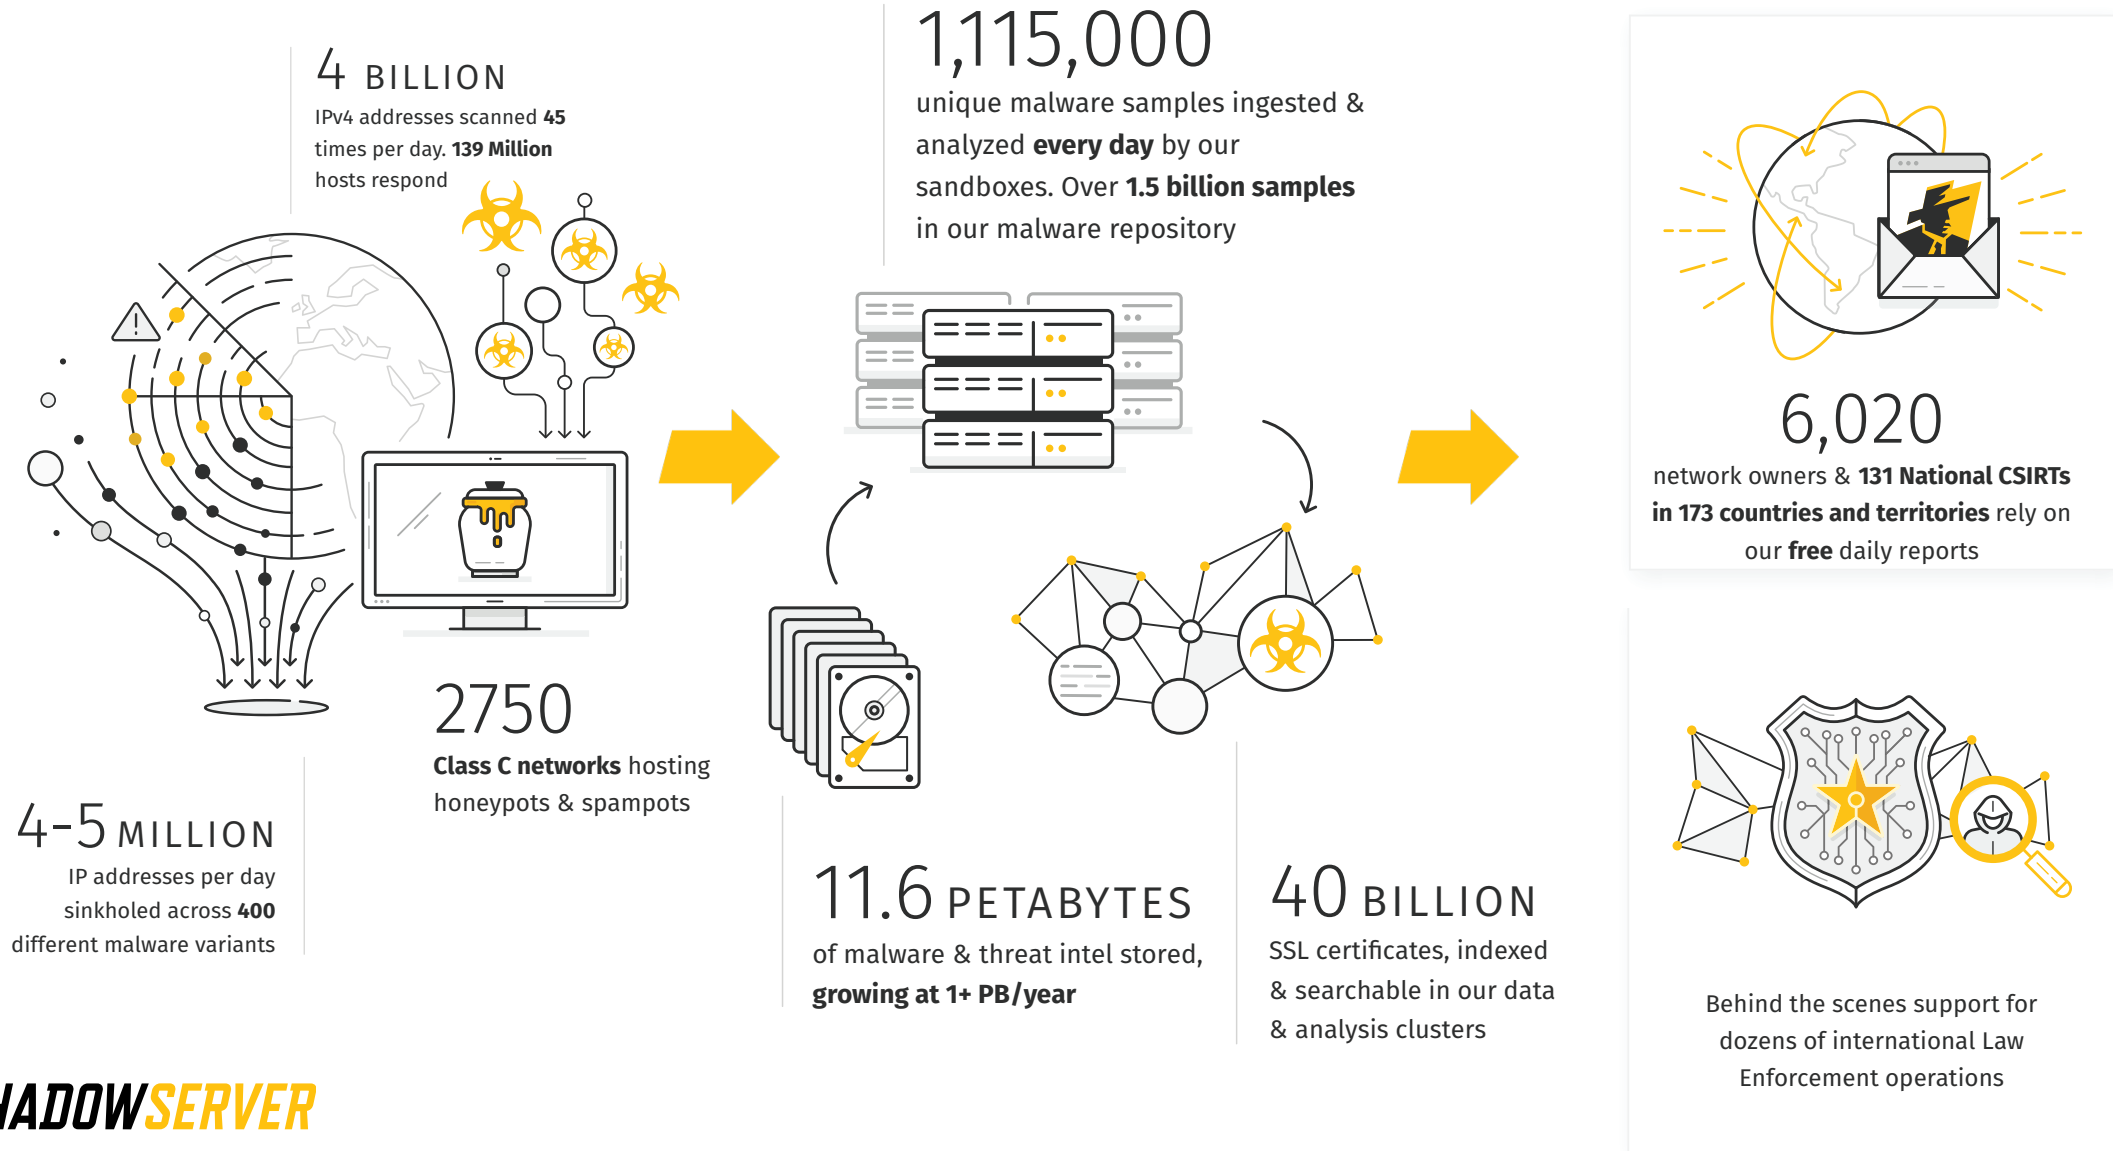 4 BILLION
IPv4 addresses scanned 45
times per day. 139 Million
hosts respond
2750
Class C networks hosting
honeypots & spampots
4-5 MILLION
IP addresses per day
sinkholed across 400
different malware variants
1,115,000
unique malware samples ingested &
analyzed every day by our
sandboxes. Over 1.5 billion samples
in our malware repository
11.6 PETABYTES
of malware & threat intel stored,
growing at 1+ PB/year
40 BILLION
SSL certificates, indexed
& searchable in our data
& analysis clusters
6,020
network owners & 131 National CSIRTs
in 173 countries and territories rely on
our free daily reports
Behind the scenes support for
dozens of international Law
Enforcement operations
HADOWSERVER